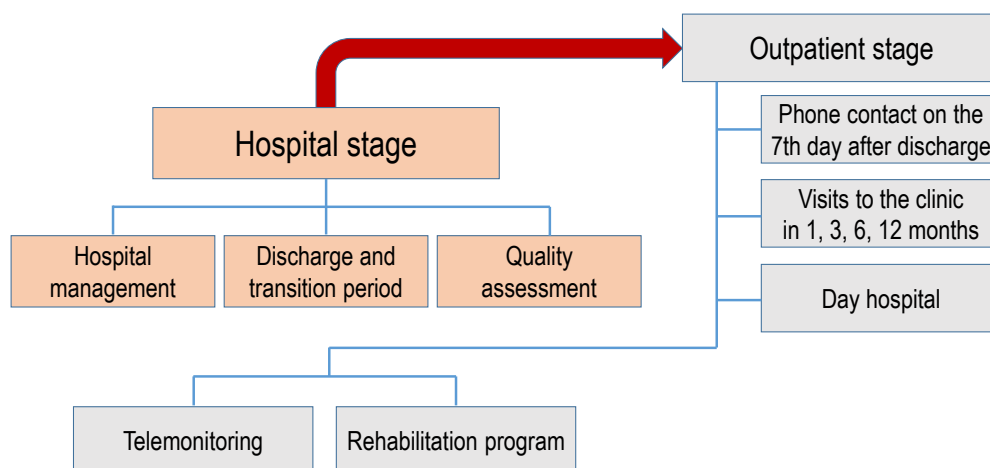 Outpatient stage
Hospital stage
Phone contact on the
7th day after discharge
Visits to the clinic
in 1, 3, 6, 12 months
Hospital
management
Discharge and
transition period
Quality
assessment
Day hospital
Telemonitoring
Rehabilitation program